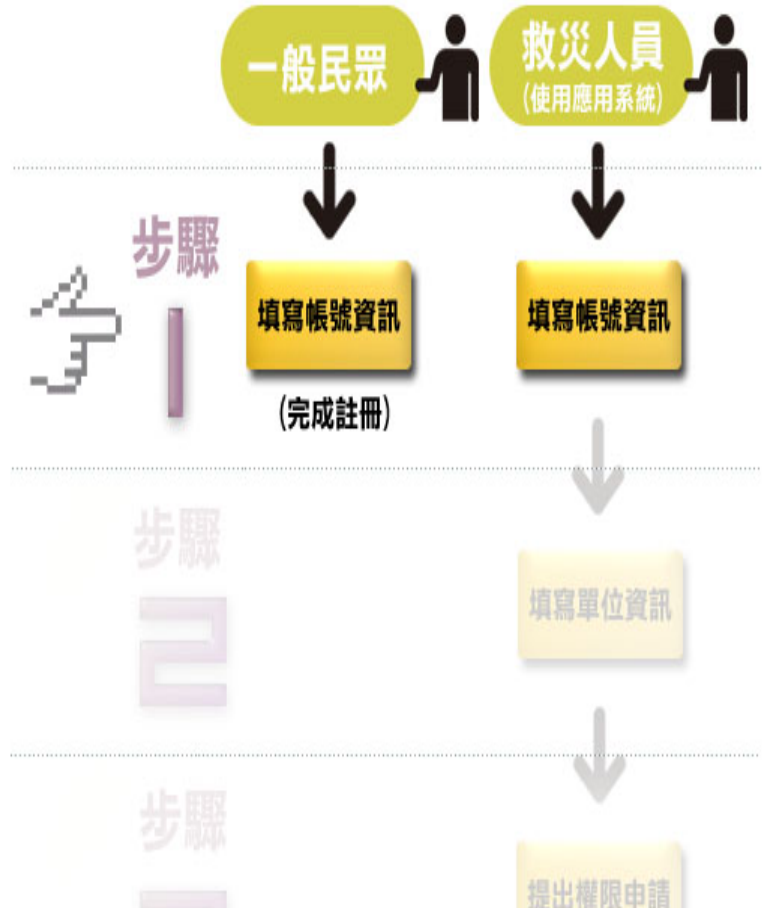 一般民眾
救災人員
(使用應用系統)
步驟
1
填寫帳號資訊
填寫帳號資訊
(完成註冊)
步驟
2
填寫單位資訊
步驟
提出權限申請